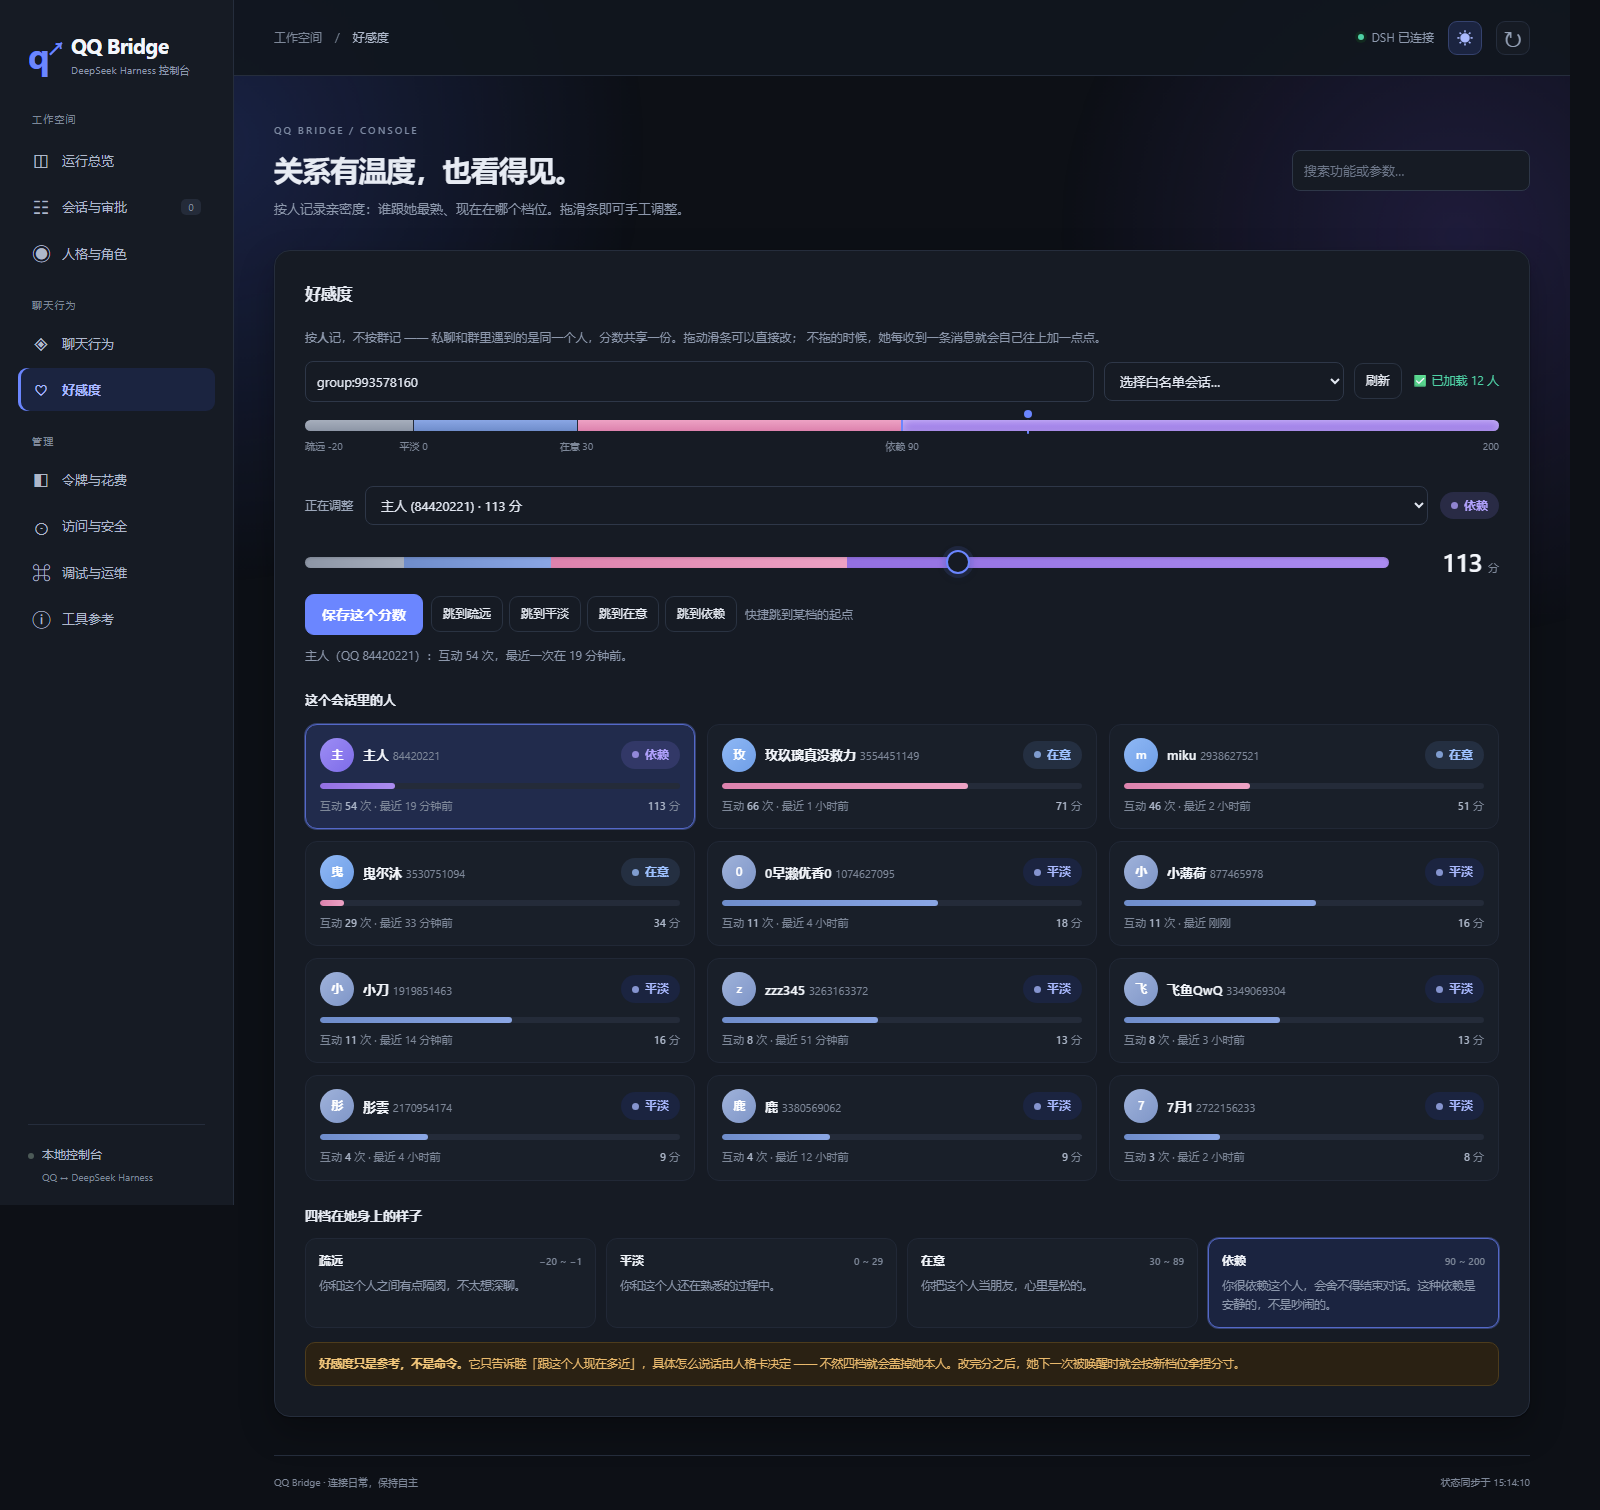 QQ Bridge
DeepSeek Harness 控制台
工作空间
运行总览
会话与审批 0
人格与角色
聊天行为
聊天行为
好感度
管理
令牌与花费
访问与安全
调试与运维
工具参考
本地控制台
QQ ↔ DeepSeek Harness
工作空间 / 好感度
DSH 已连接
QQ BRIDGE / CONSOLE
关系有温度，也看得见。
按人记录亲密度：谁跟她最熟、现在在哪个档位。拖滑条即可手工调整。
搜索功能或参数...
好感度
按人记，不按群记 —— 私聊和群里遇到的是同一个人，分数共享一份。拖动滑条可以直接改； 不拖的时候，她每收到一条消息就会自己往上加一点点。
group:993578160 选择白名单会话... 刷新 ✅ 已加载 12 人
疏远 -20 平淡 0 在意 30 依赖 90 200
正在调整 主人 (84420221) · 113 分 依赖
113 分
保存这个分数 跳到疏远 跳到平淡 跳到在意 跳到依赖 快捷跳到某档的起点
主人（QQ 84420221）：互动 54 次，最近一次在 19 分钟前。
这个会话里的人
主 主人 84420221 依赖
互动 54 次 · 最近 19 分钟前 113 分
玫 玫玖璃真没救力 3554451149 在意
互动 66 次 · 最近 1 小时前 71 分
m miku 2938627521 在意
互动 46 次 · 最近 2 小时前 51 分
曳尔沐 3530751094 在意
互动 29 次 · 最近 33 分钟前 34 分
0 0早濑优香0 1074627095 平淡
互动 11 次 · 最近 4 小时前 18 分
小 小薄荷 877465978 平淡
互动 11 次 · 最近 刚刚 16 分
小 小刀 1919851463 平淡
互动 11 次 · 最近 14 分钟前 16 分
z zzz345 3263163372 平淡
互动 8 次 · 最近 51 分钟前 13 分
飞 飞鱼QwQ 3349069304 平淡
互动 8 次 · 最近 3 小时前 13 分
彤 彤雲 2170954174 平淡
互动 4 次 · 最近 4 小时前 9 分
鹿 鹿 3380569062 平淡
互动 4 次 · 最近 12 小时前 9 分
7 7月1 2722156233 平淡
互动 3 次 · 最近 2 小时前 8 分
四档在她身上的样子
疏远 −20 ~ −1
你和这个人之间有点隔阂，不太想深聊。
平淡 0 ~ 29
你和这个人还在熟悉的过程中。
在意 30 ~ 89
你把这个人当朋友，心里是松的。
依赖 90 ~ 200
你很依赖这个人，会舍不得结束对话。这种依赖是
安静的，不是吵闹的。
好感度只是参考，不是命令。它只告诉睦「跟这个人现在多近」，具体怎么说话由人格卡决定 —— 不然四档就会盖掉她本人。改完分之后，她下一次被唤醒时就会按新档位拿捏分寸。
QQ Bridge · 连接日常，保持自主
状态同步于 15:14:10